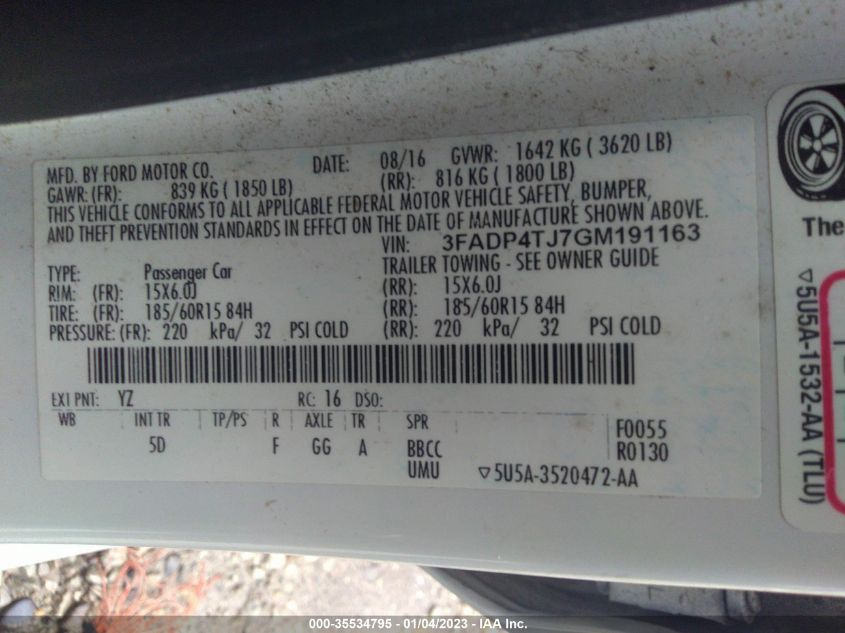 MFD. BY FORD MOTOR CO. DATE: 08/16 GVWR: 1642 KG ( 3620 LB)
GAWR: (FR): 839 KG ( 1850 LB) (RR): 816 KG ( 1800 LB)
THIS VEHICLE CONFORMS TO ALL APPLICABLE FEDERAL MOTOR VEHICLE SAFETY, BUMPER,
AND THEFT PREVENTION STANDARDS IN EFFECT ON THE DATE OF MANUFACTURE SHOWN ABOVE.
VIN: 3FADP4TJ7GM191163
TYPE: Passenger Car TRAILER TOWING - SEE OWNER GUIDE
RIM: (FR): 15X6.0J (RR): 15X6.0J
TIRE: (FR): 185/60R15 84H (RR): 185/60R15 84H
PRESSURE: (FR): 220 kPa/ 32 PSI COLD (RR): 220 kPa/ 32 PSI COLD
EXT PNT: YZ RC: 16 DSO:
WB INT TR TP/PS R AXLE TR SPR F0055
5D F GG A BBCC R0130
UMU ▽5U5A-3520472-AA
The
▽5U5A-1532-AA (TLU)
000-35534795 - 01/04/2023 - IAA Inc.